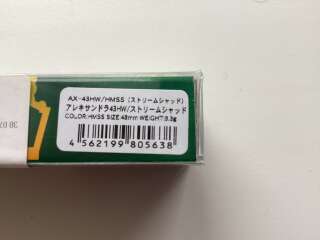 AX-43HW/HMSS (ストリームシャッド)
アレキサンドラ43HW/ストリームシャッド
COLOR:HMSS SIZE:43mm WEIGHT:3.3g
4 562199 805638